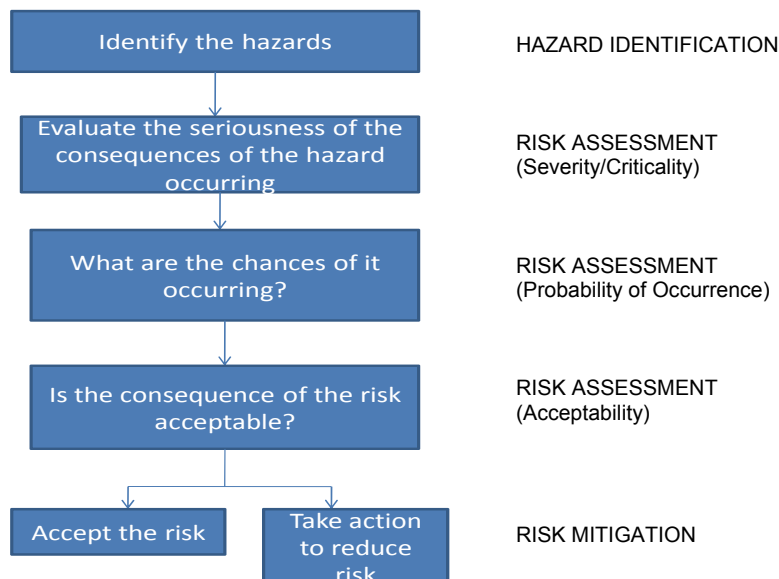 Identify the hazards
HAZARD IDENTIFICATION
Evaluate the seriousness of the
consequences of the hazard
occurring
RISK ASSESSMENT
(Severity/Criticality)
What are the chances of it
occurring?
RISK ASSESSMENT
(Probability of Occurrence)
Is the consequence of the risk
acceptable?
RISK ASSESSMENT
(Acceptability)
Accept the risk
Take action
to reduce
risk
RISK MITIGATION